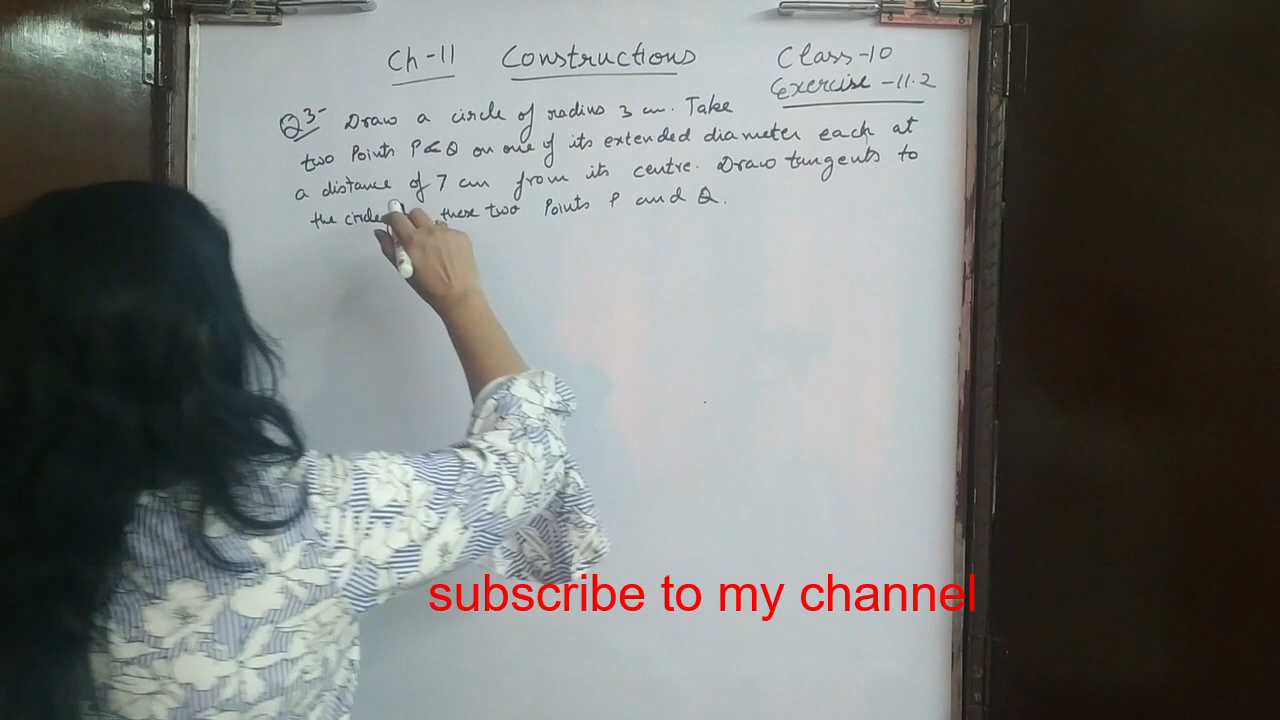 Ch-11 Constructions Class-10
Exercise -11.2
Q3- Draw a circle of radius 3 cm. Take
two Points P & Q on one of its extended diameter each at
a distance of 7 cm from its centre. Draw tangents to
the circle these two Points P and Q.
subscribe to my channel